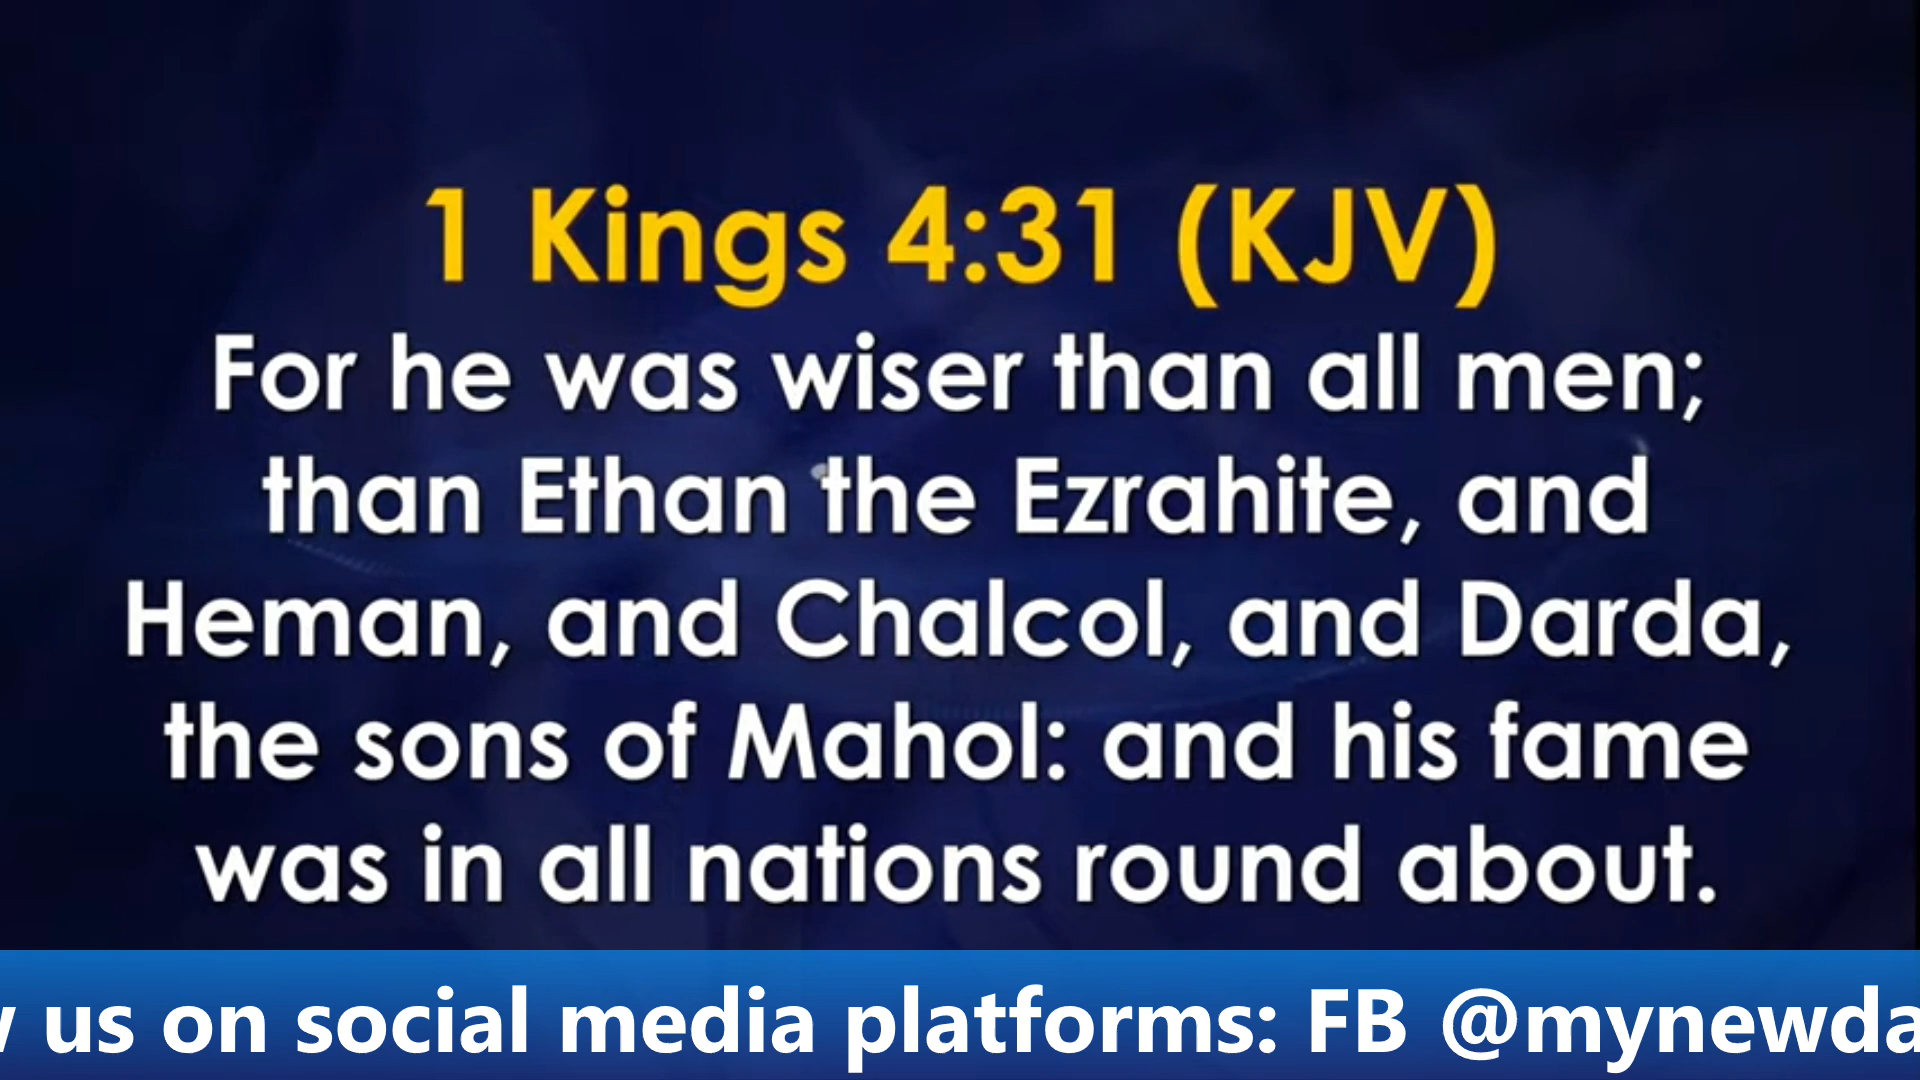 1 Kings 4:31 (KJV)
For he was wiser than all men;
than Ethan the Ezrahite, and
Heman, and Chalcol, and Darda,
the sons of Mahol: and his fame
was in all nations round about.
us on social media platforms: FB @mynewda